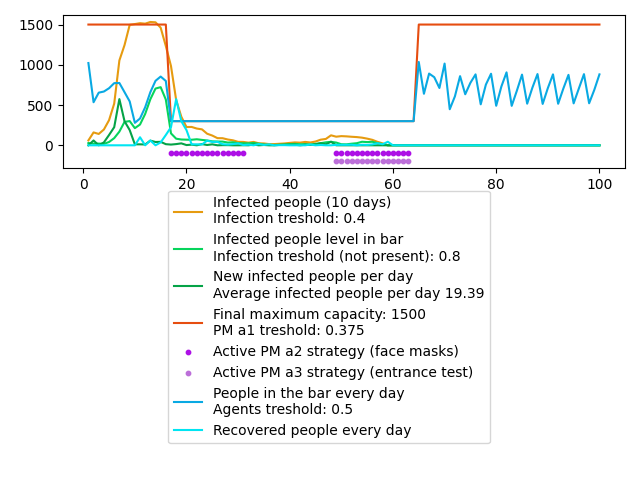 1500
1000
500
0
0 20 40 60 80 100
Infected people (10 days)
Infection treshold: 0.4
Infected people level in bar
Infection treshold (not present): 0.8
New infected people per day
Average infected people per day 19.39
Final maximum capacity: 1500
PM a1 treshold: 0.375
Active PM a2 strategy (face masks)
Active PM a3 strategy (entrance test)
People in the bar every day
Agents treshold: 0.5
Recovered people every day